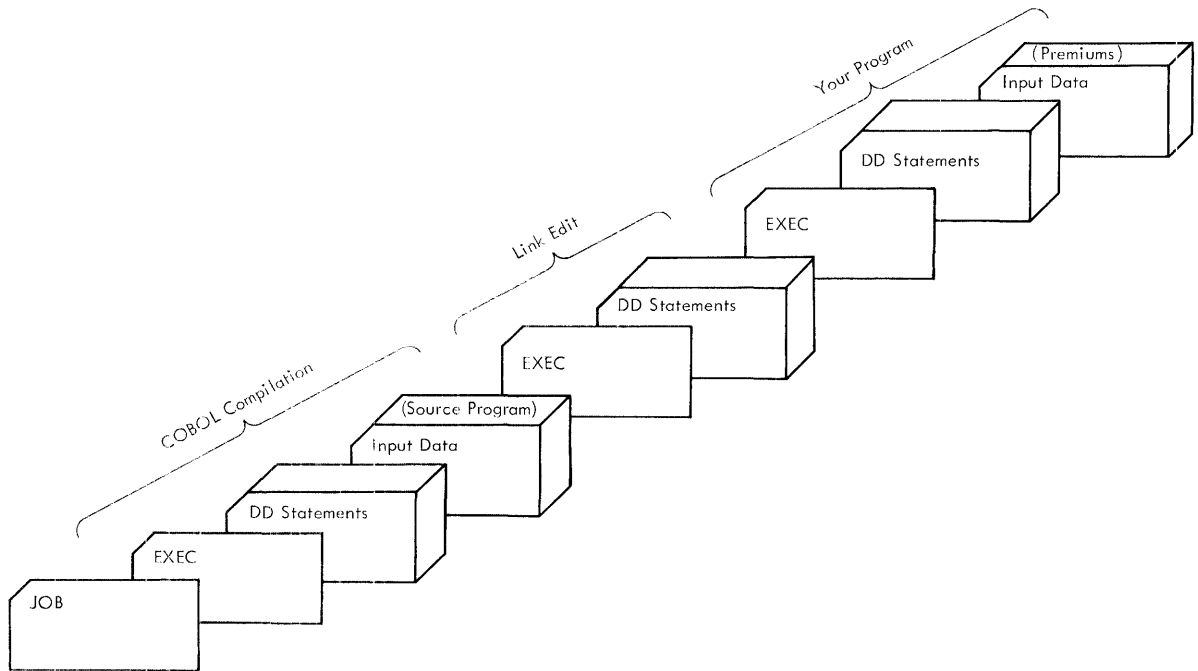 Your Program
(Premiums)
Input Data
DD Statements
EXEC
Link Edit
DD Statements
EXEC
COBOL Compilation
(Source Program)
Input Data
DD Statements
EXEC
JOB